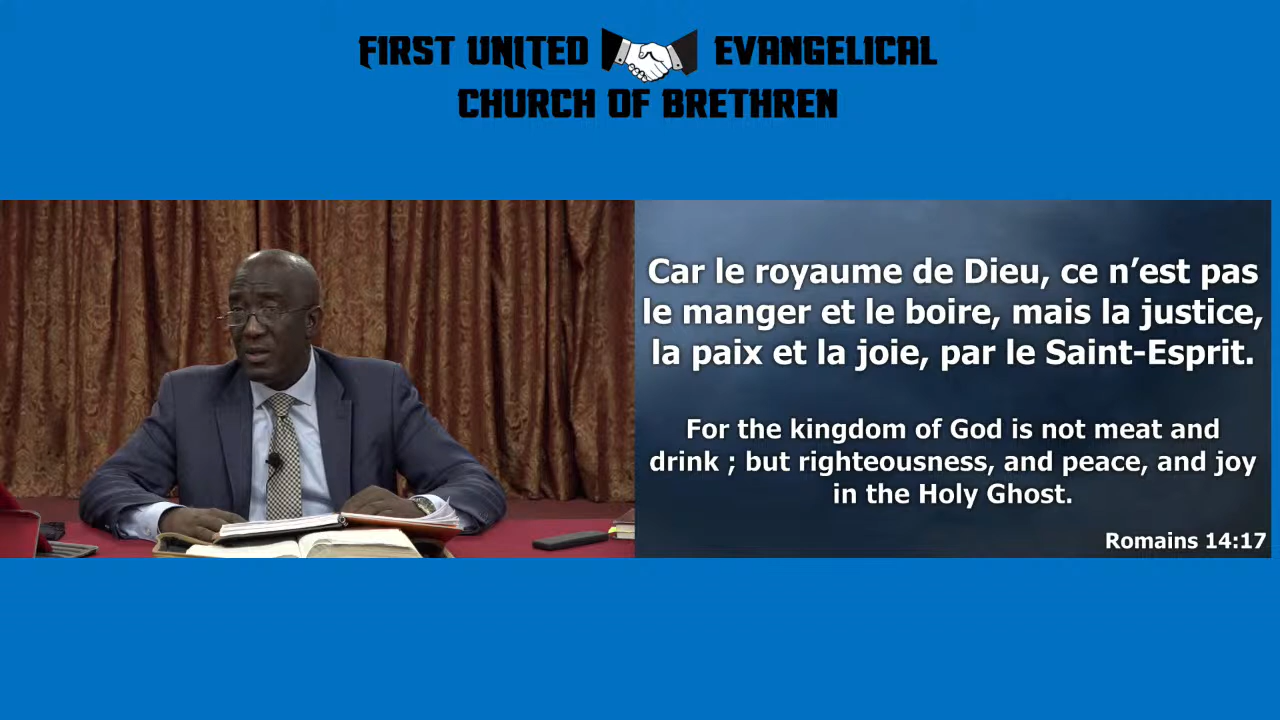 FIRST UNITED EVANGELICAL
CHURCH OF BRETHREN
Car le royaume de Dieu, ce n’est pas
le manger et le boire, mais la justice,
la paix et la joie, par le Saint-Esprit.
For the kingdom of God is not meat and
drink ; but righteousness, and peace, and joy
in the Holy Ghost.
Romains 14:17